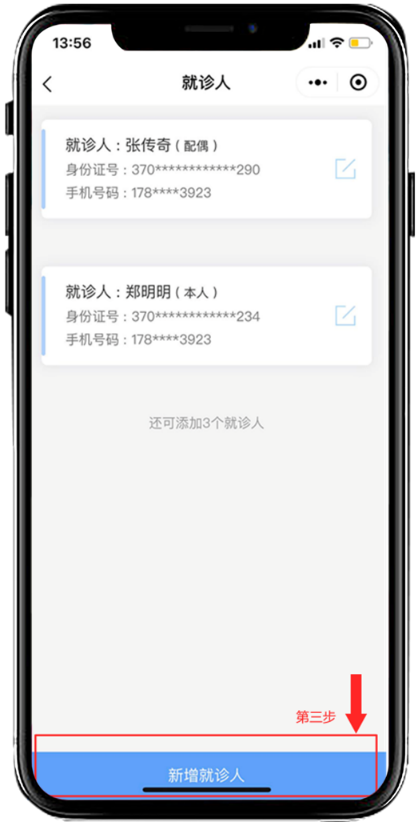 13:56
就诊人
就诊人：张传奇（配偶）
身份证号：370************290
手机号码：178****3923
就诊人：郑明明（本人）
身份证号：370************234
手机号码：178****3923
还可添加3个就诊人
第三步
新增就诊人